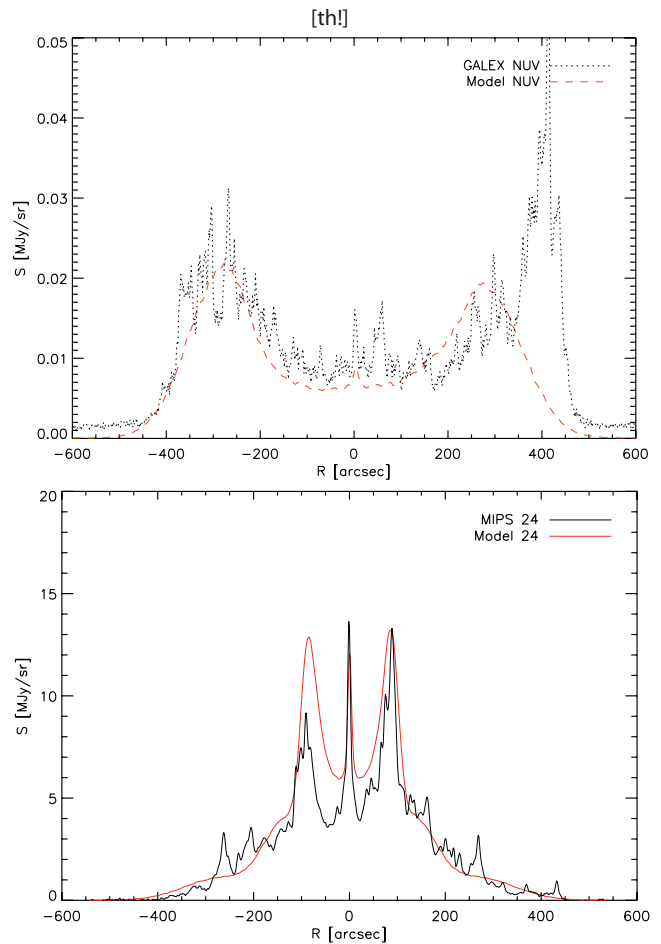 [th!]
GALEX NUV
Model NUV
0.05
0.04
0.03
0.02
0.01
0.00
S [MJy/sr]
-600 -400 -200 0 200 400 600
R [arcsec]
MIPS 24
Model 24
20
15
10
5
0
S [MJy/sr]
-600 -400 -200 0 200 400 600
R [arcsec]